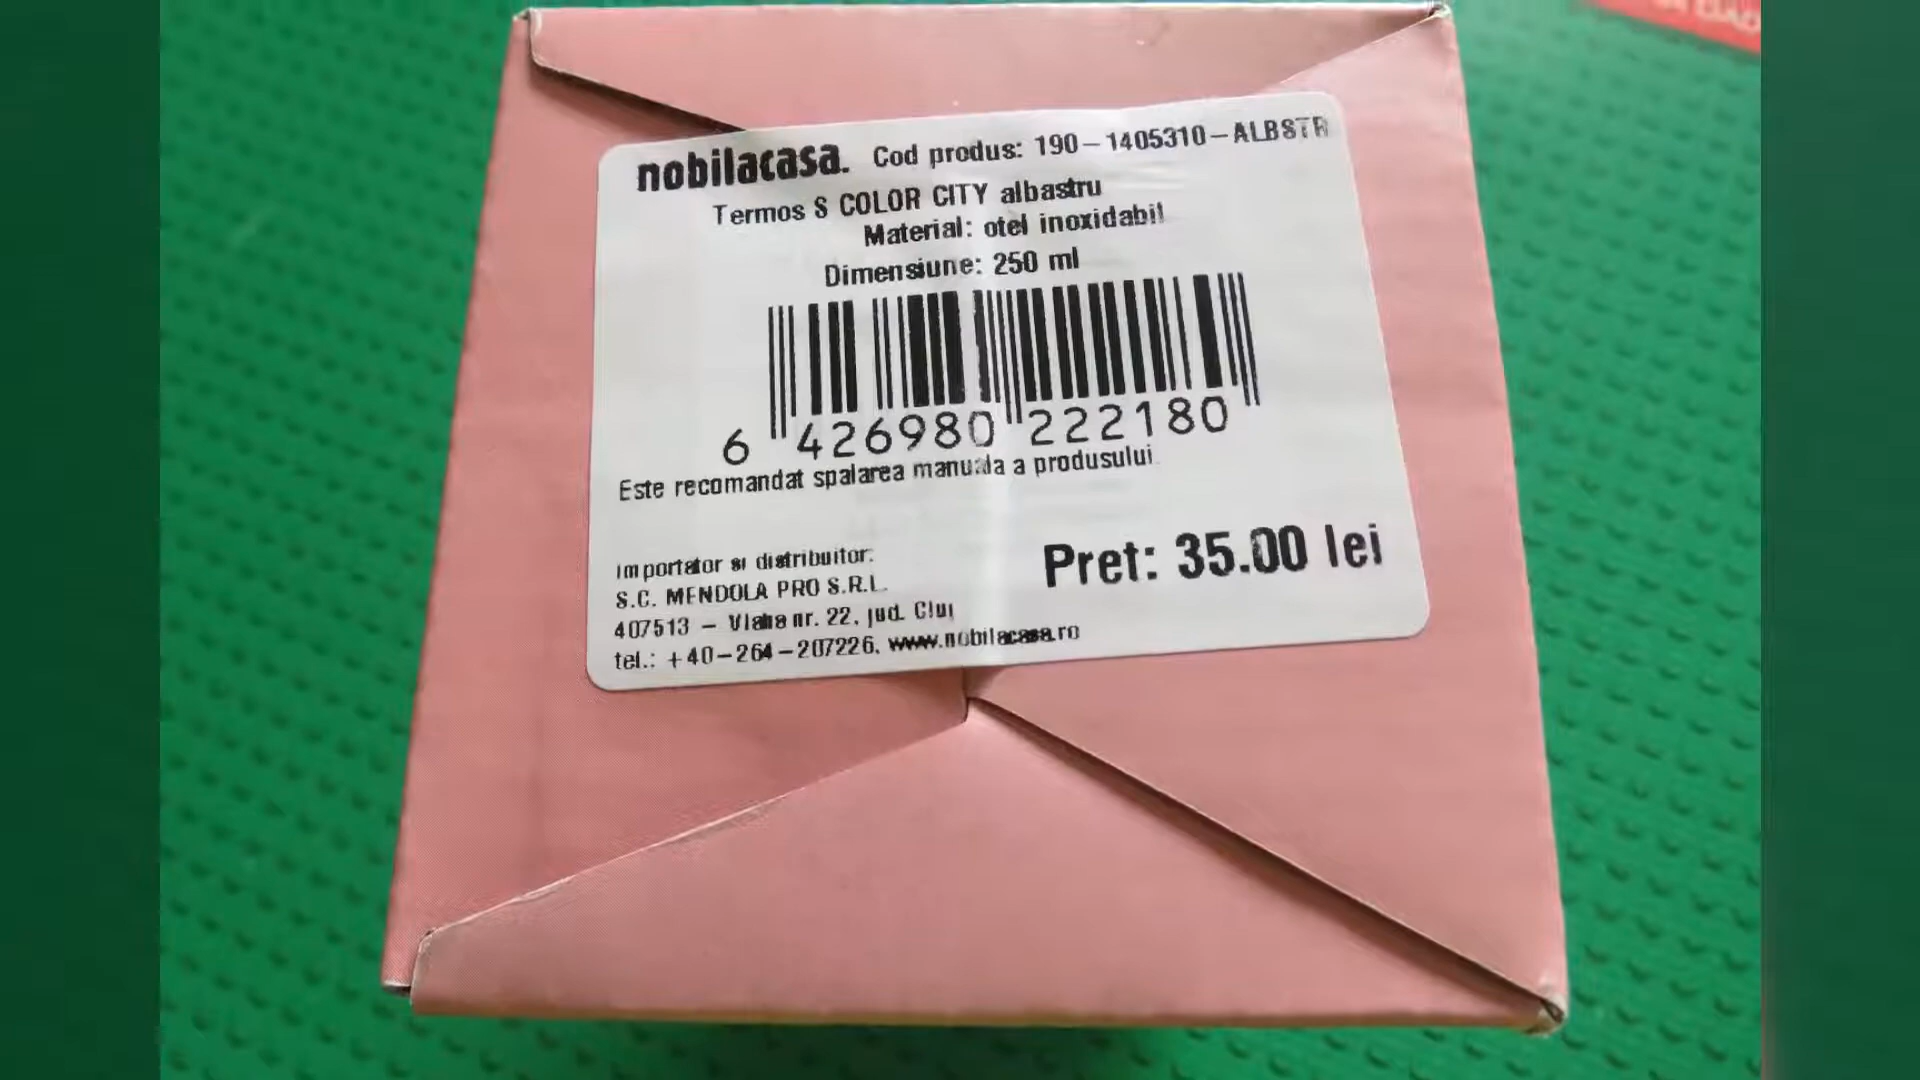 nobilacasa. Cod produs: 190-1405310-ALBSTR
Termos S COLOR CITY albastru
Material: otel inoxidabil
Dimensiune: 250 ml
6 426980 222180
Este recomandat spalarea manuala a produsului.
Importator si distribuitor:
S.C. MENDOLA PRO S.R.L.
407513 - Vlaha nr. 22, jud. Cluj
tel.: +40-264-207226, www.nobilacasa.ro
Pret: 35.00 lei